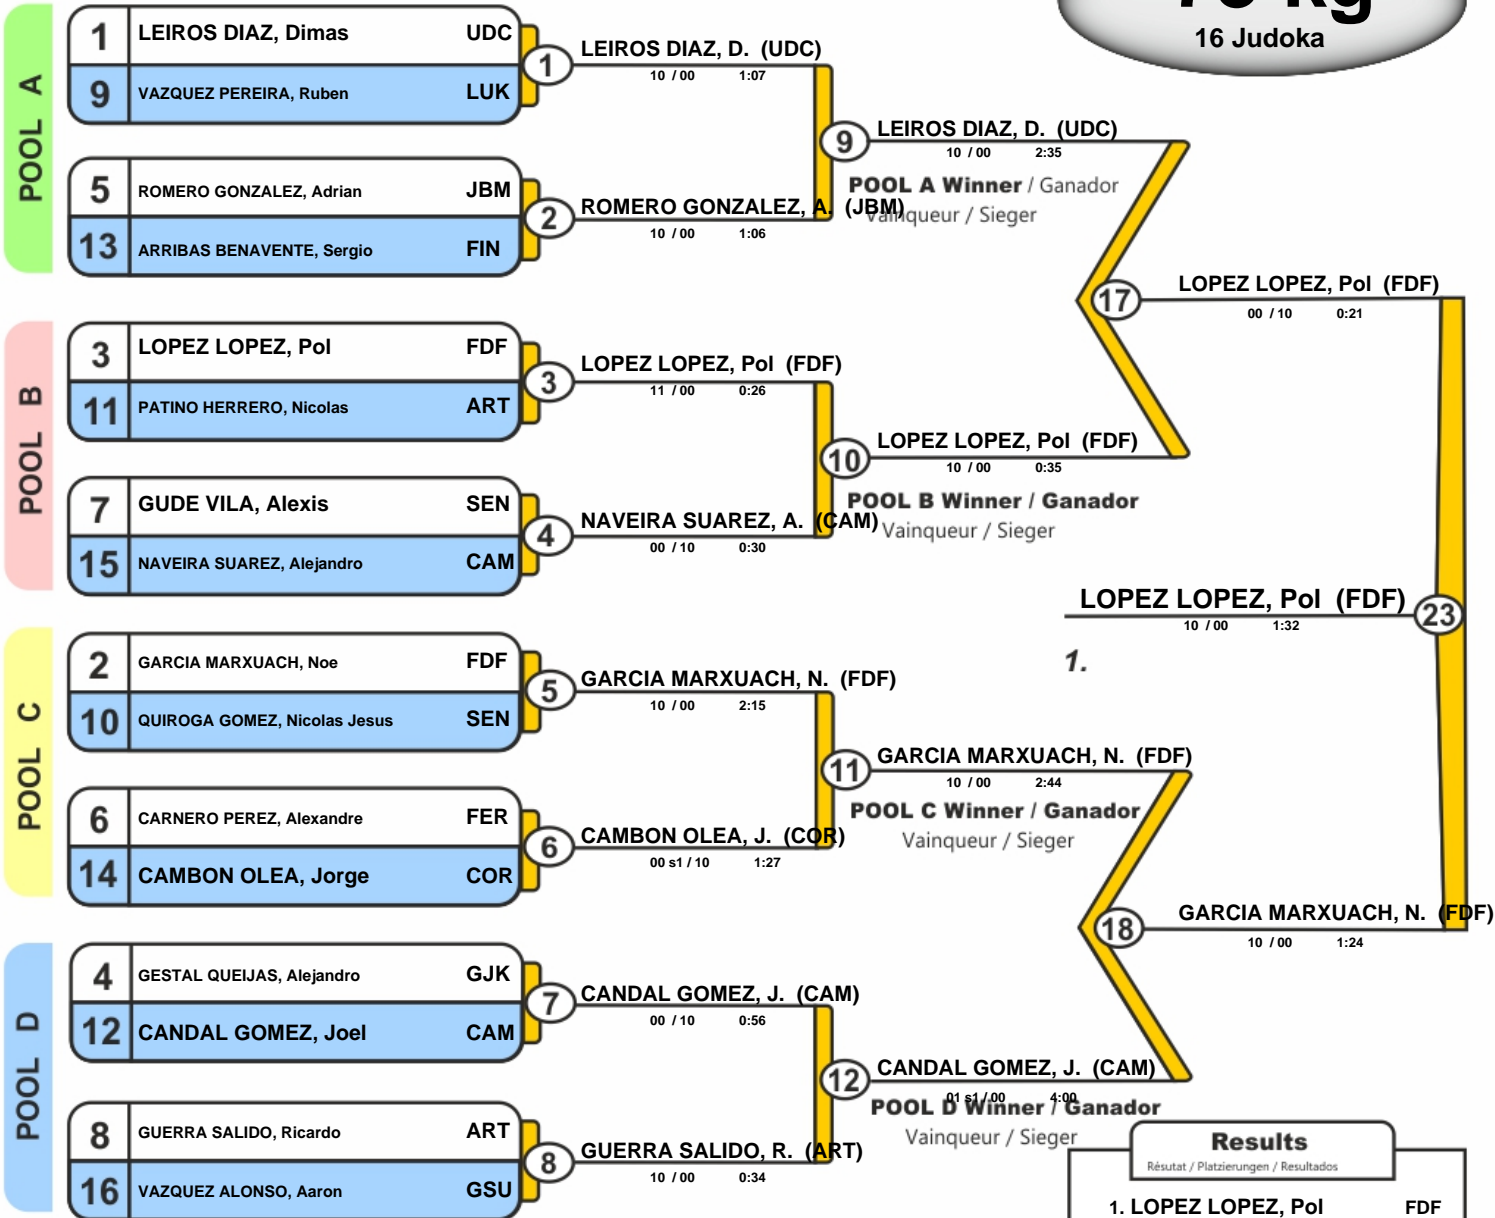 16 Judoka
POOL A
1 LEIROS DIAZ, Dimas UDC
9 VAZQUEZ PEREIRA, Ruben LUK
5 ROMERO GONZALEZ, Adrian JBM
13 ARRIBAS BENAVENTE, Sergio FIN
POOL B
3 LOPEZ LOPEZ, Pol FDF
11 PATINO HERRERO, Nicolas ART
7 GUDE VILA, Alexis SEN
15 NAVEIRA SUAREZ, Alejandro CAM
POOL C
2 GARCIA MARXUACH, Noe FDF
10 QUIROGA GOMEZ, Nicolas Jesus SEN
6 CARNERO PEREZ, Alexandre FER
14 CAMBON OLEA, Jorge COR
POOL D
4 GESTAL QUEIJAS, Alejandro GJK
12 CANDAL GOMEZ, Joel CAM
8 GUERRA SALIDO, Ricardo ART
16 VAZQUEZ ALONSO, Aaron GSU
1 LEIROS DIAZ, D. (UDC)
10 / 00 1:07
2 ROMERO GONZALEZ, A. (JBM)
10 / 00 1:06
3 LOPEZ LOPEZ, Pol (FDF)
11 / 00 0:26
4 NAVEIRA SUAREZ, A. (CAM)
00 / 10 0:30
5 GARCIA MARXUACH, N. (FDF)
10 / 00 2:15
6 CAMBON OLEA, J. (COR)
00 s1 / 10 1:27
7 CANDAL GOMEZ, J. (CAM)
00 / 10 0:56
8 GUERRA SALIDO, R. (ART)
10 / 00 0:34
9 LEIROS DIAZ, D. (UDC)
10 / 00 2:35
POOL A Winner / Ganador
Vainqueur / Sieger
10 LOPEZ LOPEZ, Pol (FDF)
10 / 00 0:35
POOL B Winner / Ganador
Vainqueur / Sieger
11 GARCIA MARXUACH, N. (FDF)
10 / 00 2:44
POOL C Winner / Ganador
Vainqueur / Sieger
12 CANDAL GOMEZ, J. (CAM)
01 s1 / 00 4:00
POOL D Winner / Ganador
Vainqueur / Sieger
17 LOPEZ LOPEZ, Pol (FDF)
00 / 10 0:21
18 GARCIA MARXUACH, N. (FDF)
10 / 00 1:24
LOPEZ LOPEZ, Pol (FDF) 23
10 / 00 1:32
1.
Results
Résutat / Platzierungen / Resultados
1. LOPEZ LOPEZ, Pol FDF